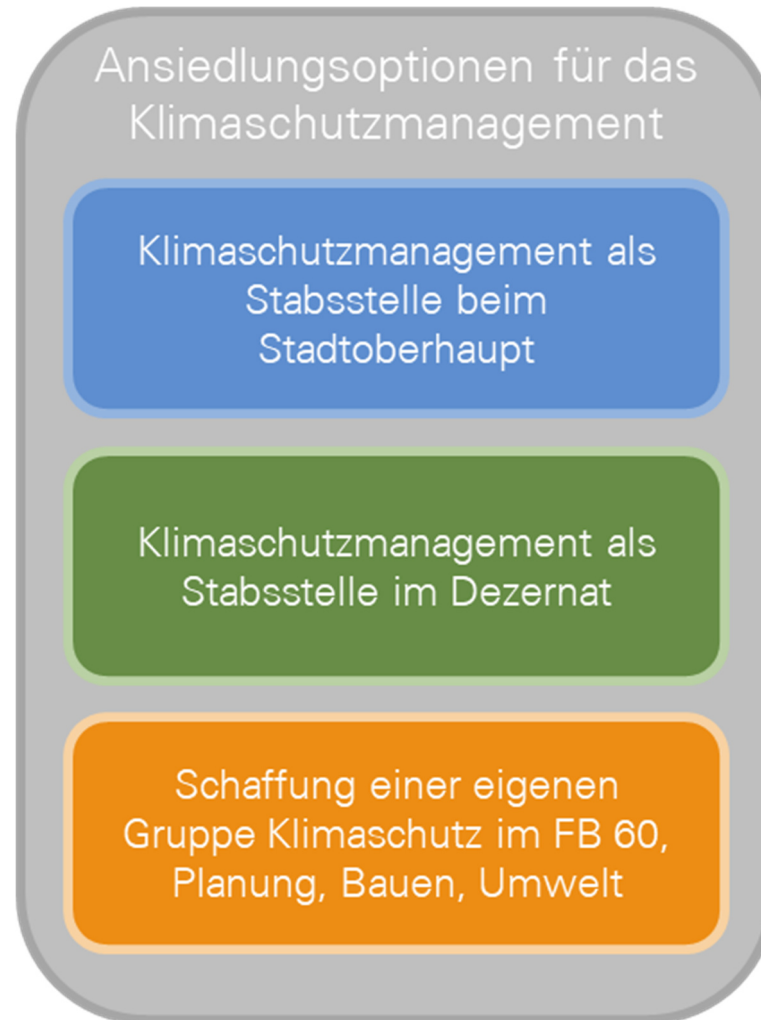 Ansiedlungsoptionen für das
Klimaschutzmanagement
Klimaschutzmanagement als
Stabsstelle beim
Stadtoberhaupt
Klimaschutzmanagement als
Stabsstelle im Dezernat
Schaffung einer eigenen
Gruppe Klimaschutz im FB 60,
Planung, Bauen, Umwelt